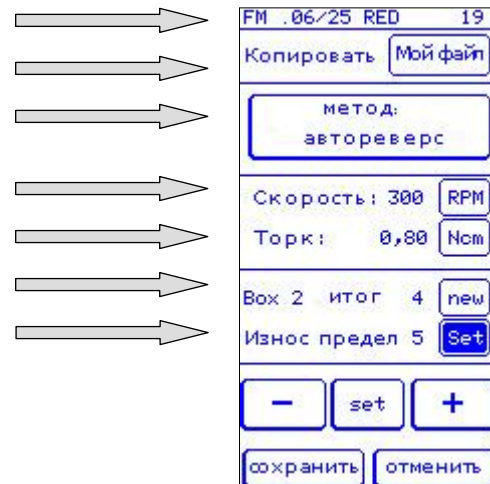 FM .06/25 RED 19
Копировать Мой файл
метод:
автореверс
Скорость: 300 RPM
Торк: 0,80 Ncm
Box 2 итог 4 new
Износ предел 5 Set
− set +
сохранить отменить